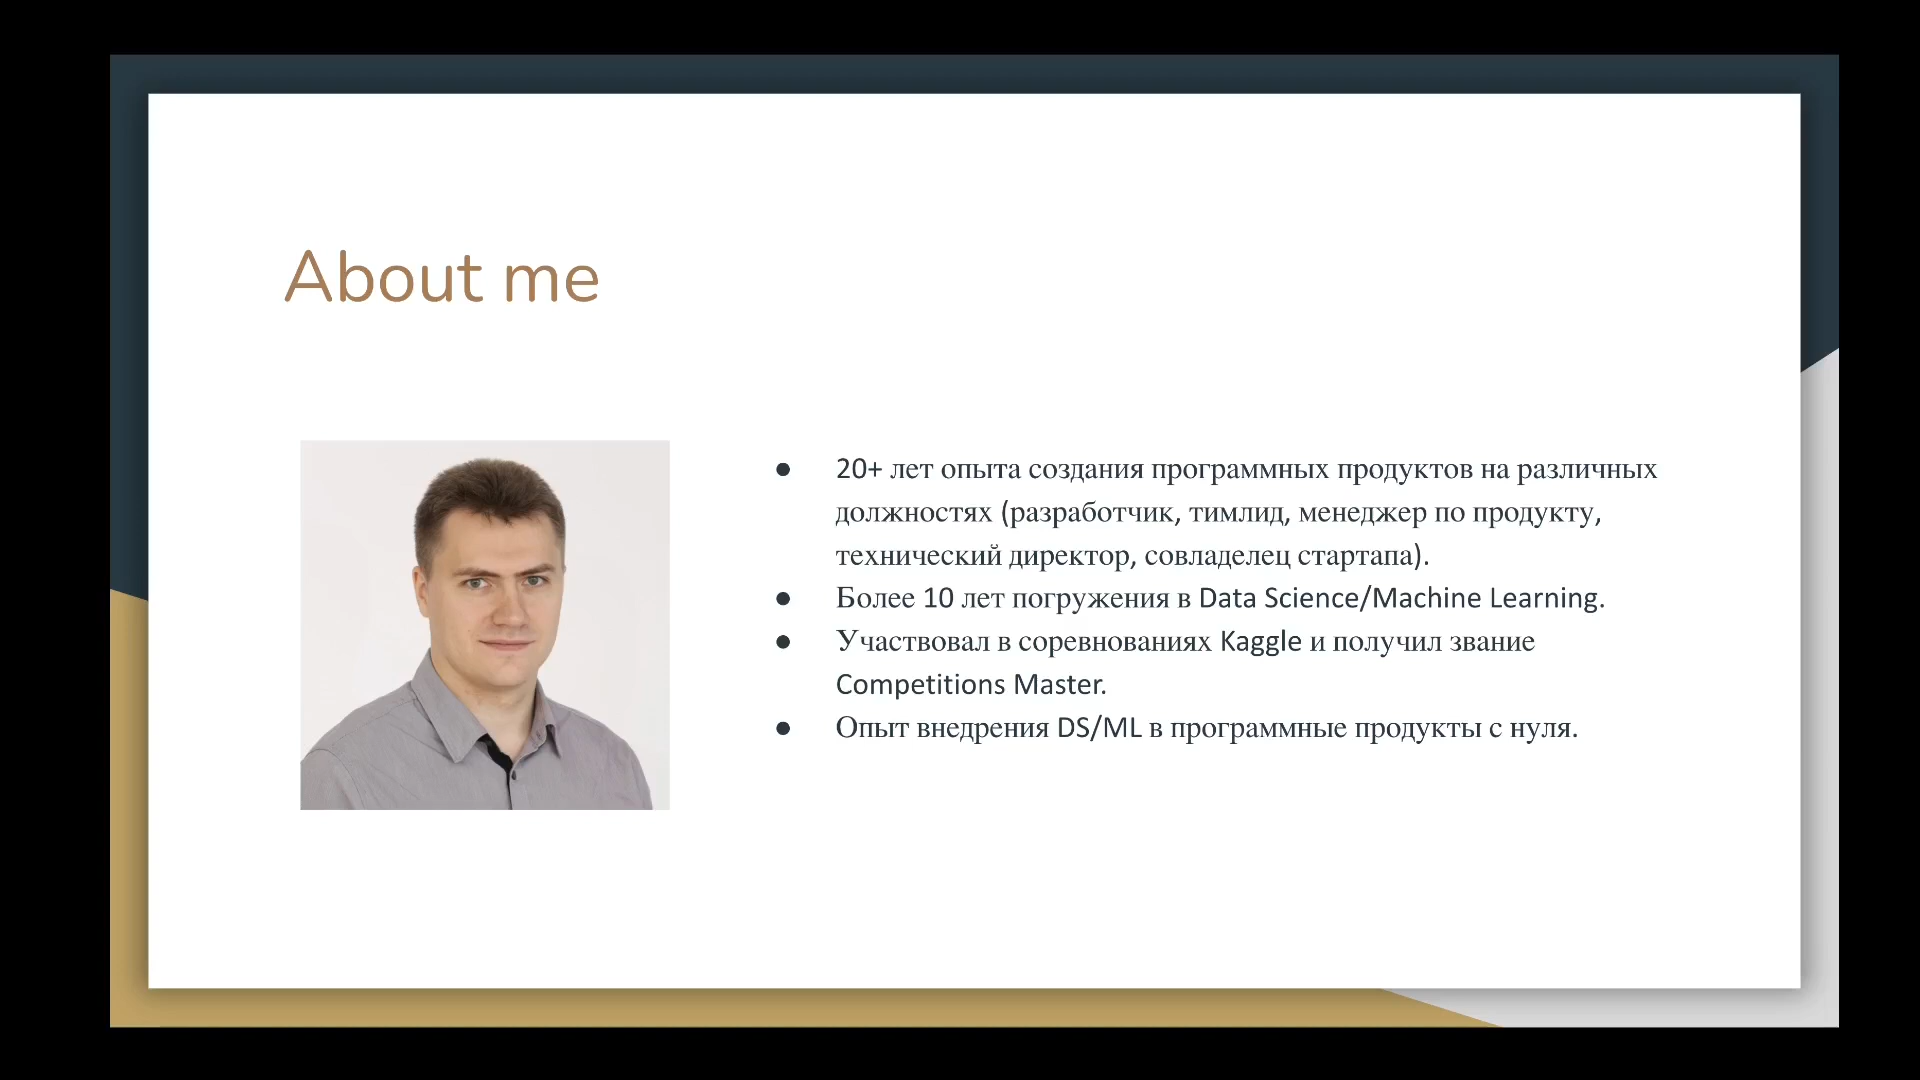 About me
● 20+ лет опыта создания программных продуктов на различных
должностях (разработчик, тимлид, менеджер по продукту,
технический директор, совладелец стартапа).
● Более 10 лет погружения в Data Science/Machine Learning.
● Участвовал в соревнованиях Kaggle и получил звание
Competitions Master.
● Опыт внедрения DS/ML в программные продукты с нуля.